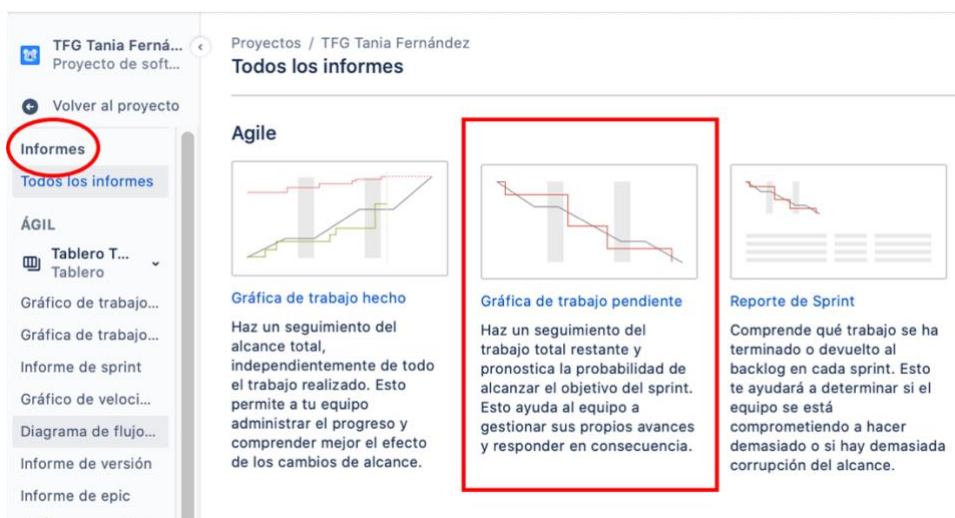 TFG Tania Ferná...
Proyecto de soft...
Volver al proyecto
Informes
Todos los informes
ÁGIL
Tablero T...
Tablero
Gráfico de trabajo...
Gráfica de trabajo...
Informe de sprint
Gráfico de veloci...
Diagrama de flujo...
Informe de versión
Informe de epic
Proyectos / TFG Tania Fernández
Todos los informes
Agile
Gráfica de trabajo hecho
Haz un seguimiento del
alcance total,
independientemente de todo
el trabajo realizado. Esto
permite a tu equipo
administrar el progreso y
comprender mejor el efecto
de los cambios de alcance.
Gráfica de trabajo pendiente
Haz un seguimiento del
trabajo total restante y
pronostica la probabilidad de
alcanzar el objetivo del sprint.
Esto ayuda al equipo a
gestionar sus propios avances
y responder en consecuencia.
Reporte de Sprint
Comprende qué trabajo se ha
terminado o devuelto al
backlog en cada sprint. Esto
te ayudará a determinar si el
equipo se está
comprometiendo a hacer
demasiado o si hay demasiada
corrupción del alcance.